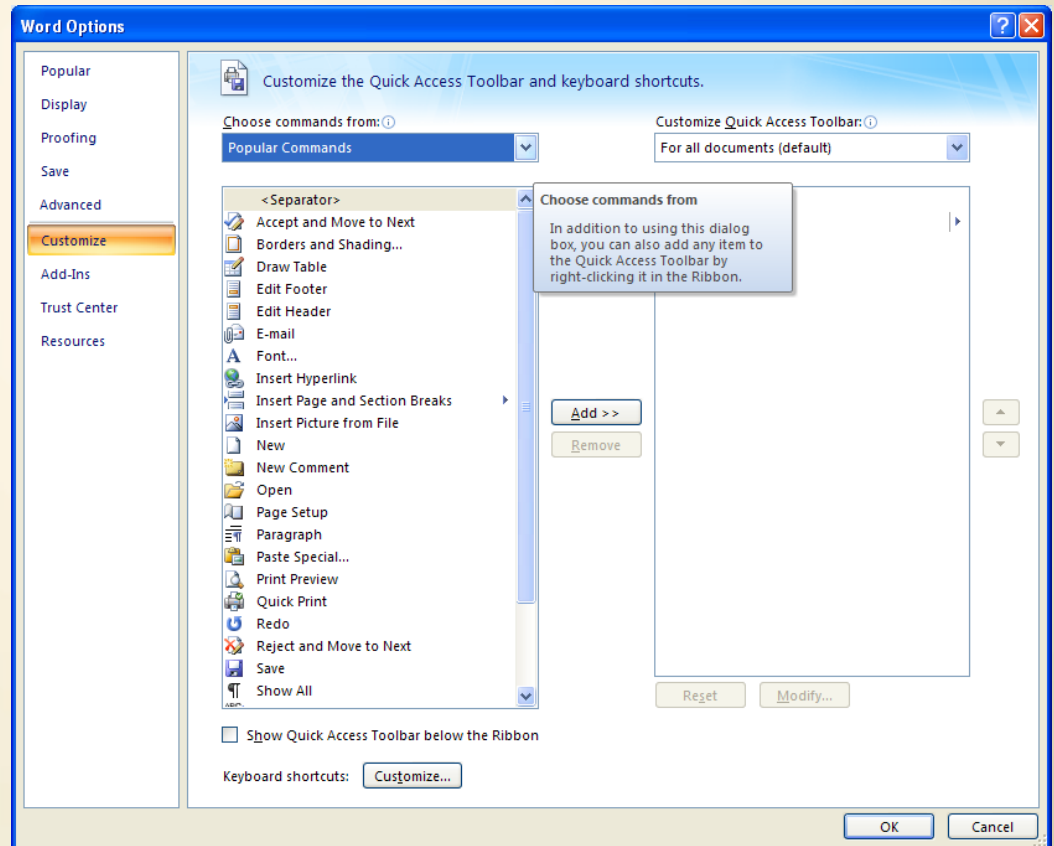 Word Options
Popular
Display
Proofing
Save
Advanced
Customize
Add-Ins
Trust Center
Resources
Customize the Quick Access Toolbar and keyboard shortcuts.
Choose commands from:
Popular Commands
Customize Quick Access Toolbar:
For all documents (default)
<Separator>
Accept and Move to Next
Borders and Shading...
Draw Table
Edit Footer
Edit Header
E-mail
Font...
Insert Hyperlink
Insert Page and Section Breaks
Insert Picture from File
New
New Comment
Open
Page Setup
Paragraph
Paste Special...
Print Preview
Quick Print
Redo
Reject and Move to Next
Save
Show All
Choose commands from
In addition to using this dialog
box, you can also add any item to
the Quick Access Toolbar by
right-clicking it in the Ribbon.
Add >>
Remove
Reset
Modify...
Show Quick Access Toolbar below the Ribbon
Keyboard shortcuts:
Customize...
OK
Cancel